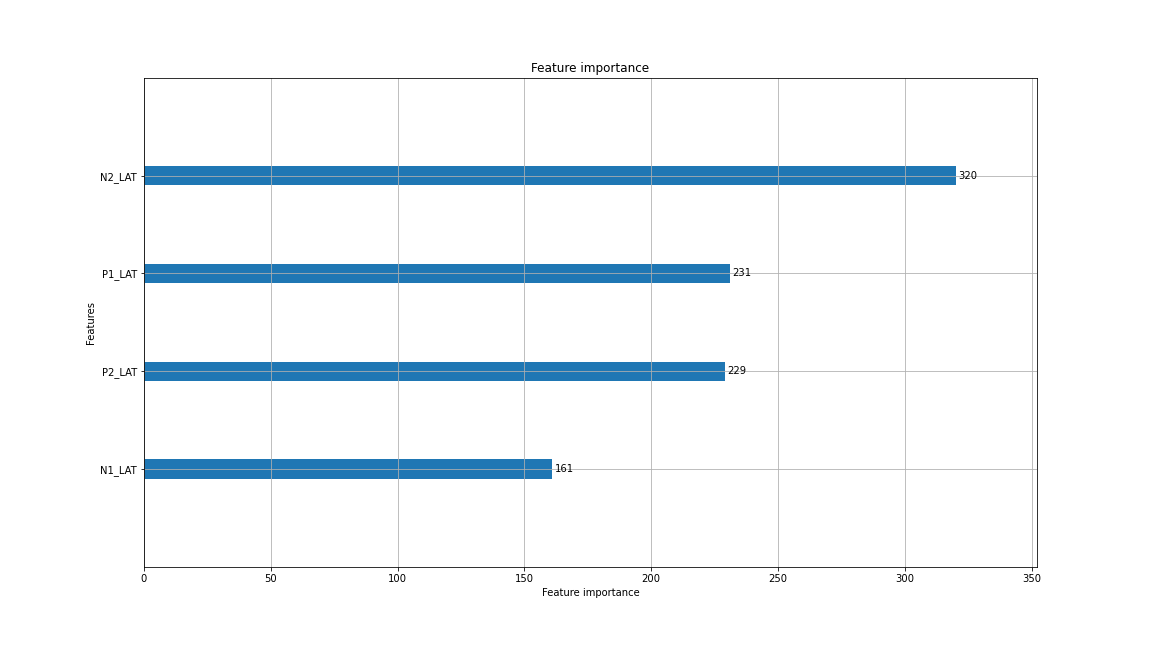 Feature importance
N2_LAT
320
P1_LAT
231
Features
P2_LAT
229
N1_LAT
161
0 50 100 150 200 250 300 350
Feature importance